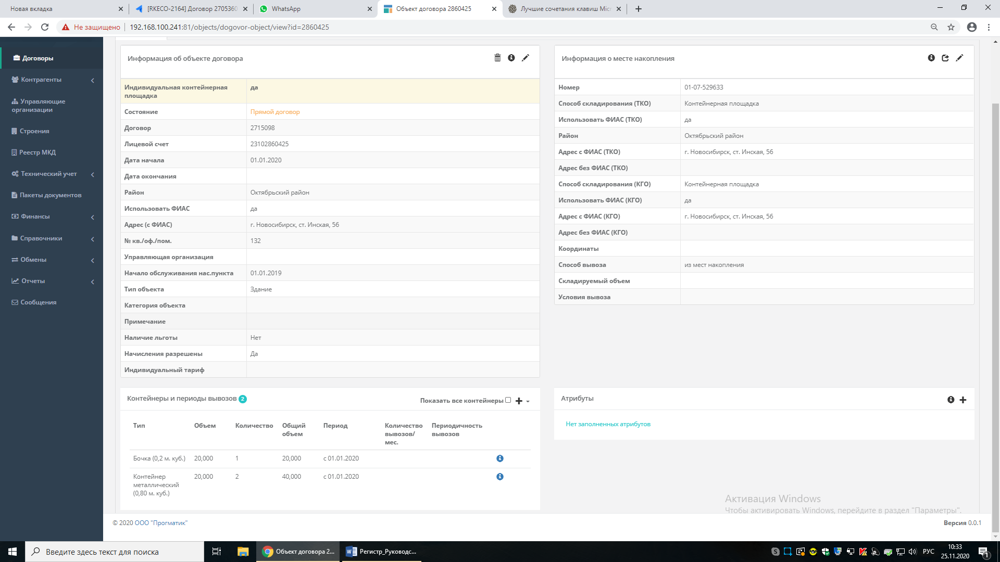 Новая вкладка
[RKECO-2164] Договор 2705360
WhatsApp
Объект договора 2860425
Лучшие сочетания клавиш Micr
Не защищено
192.168.100.241:81/objects/dogovor-object/view?id=2860425
Договоры
Контрагенты
Управляющие
организации
Строения
Реестр МКД
Технический учет
Пакеты документов
Финансы
Справочники
Обмены
Отчеты
Сообщения
Информация об объекте договора
Индивидуальная контейнерная
площадка
да
Состояние
Прямой договор
Договор
2715098
Лицевой счет
23102860425
Дата начала
01.01.2020
Дата окончания
Район
Октябрьский район
Использовать ФИАС
да
Адрес (с ФИАС)
г. Новосибирск, ст. Инская, 56
№ кв./оф./пом.
132
Управляющая организация
Начало обслуживания нас.пункта
01.01.2019
Тип объекта
Здание
Категория объекта
Примечание
Наличие льготы
Нет
Начисления разрешены
Да
Индивидуальный тариф
Информация о месте накопления
Номер
01-07-529633
Способ складирования (ТКО)
Контейнерная площадка
Использовать ФИАС (ТКО)
да
Район
Октябрьский район
Адрес с ФИАС (ТКО)
г. Новосибирск, ст. Инская, 56
Адрес без ФИАС (ТКО)
Способ складирования (КГО)
Контейнерная площадка
Использовать ФИАС (КГО)
да
Адрес с ФИАС (КГО)
г. Новосибирск, ст. Инская, 56
Адрес без ФИАС (КГО)
Координаты
Способ вывоза
из мест накопления
Складируемый объем
Условия вывоза
Контейнеры и периоды вывозов 2
Показать все контейнеры
Тип
Объем
Количество
Общий
объем
Период
Количество
вывозов/
мес.
Периодичность
вывозов
Бочка (0,2 м. куб.)
20,000
1
20,000
с 01.01.2020
Контейнер
металлический
(0,80 м. куб.)
20,000
2
40,000
с 01.01.2020
Атрибуты
Нет заполненных атрибутов
Активация Windows
Чтобы активировать Windows, перейдите в раздел "Параметры".
© 2020 ООО "Прогматик"
Версия 0.0.1
Введите здесь текст для поиска
Объект договора 2...
Регистр_Руководс...
РУС
10:33
25.11.2020
1